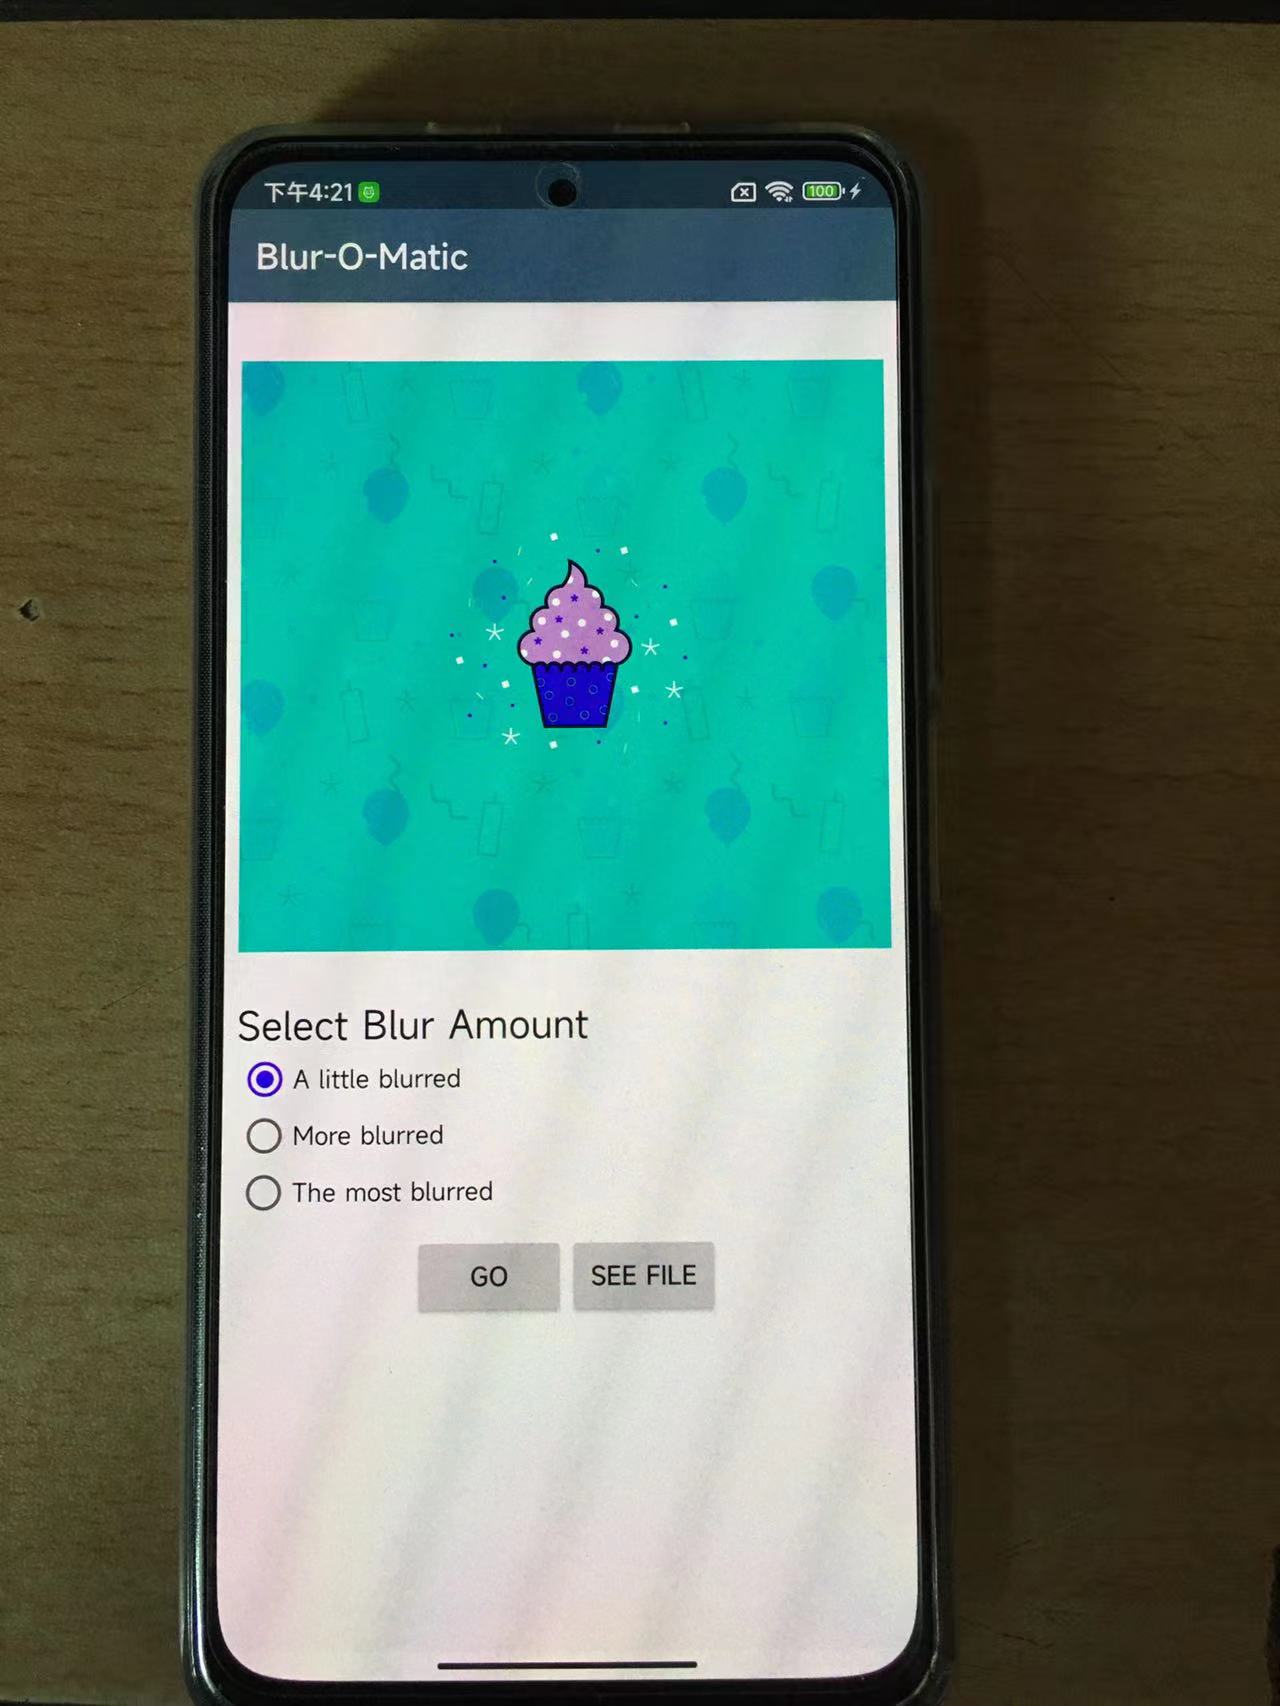 下午4:21
100
Blur-O-Matic
Select Blur Amount
A little blurred
More blurred
The most blurred
GO
SEE FILE